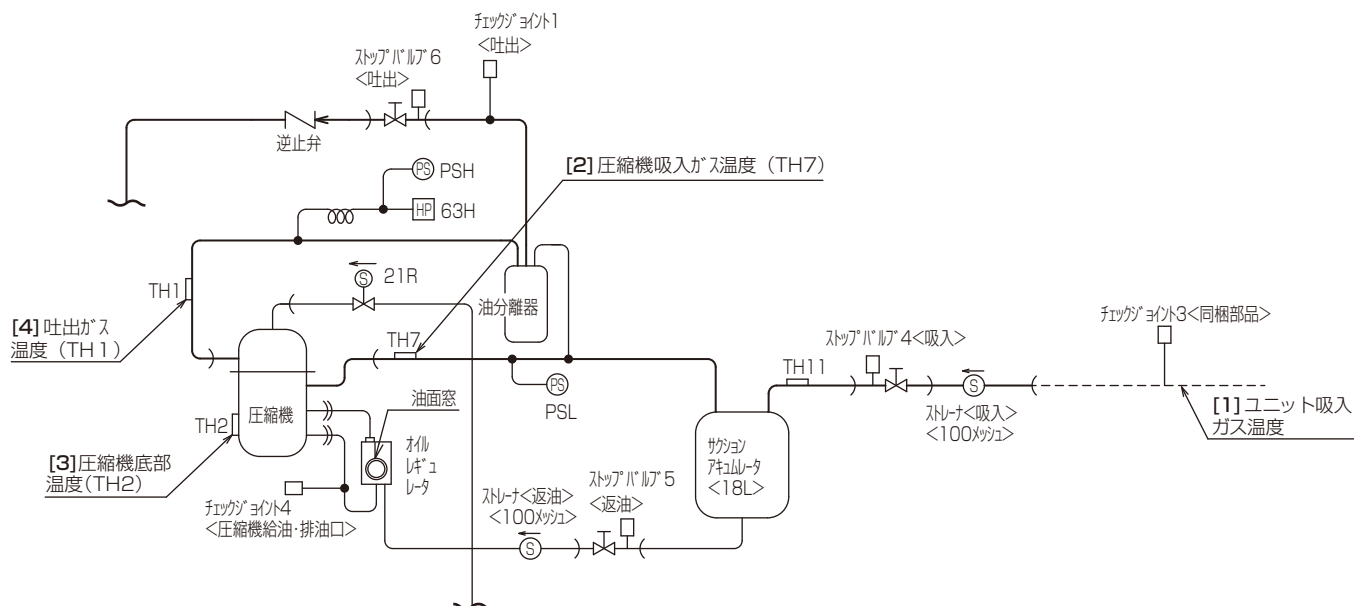 チェックジョイント1
<吐出>
ストップバルブ6
<吐出>
逆止弁
[2]圧縮機吸入ガス温度（TH7）
PS
PSH
HP
63H
S
21R
油分離器
TH1
[4]吐出ガス
温度（TH1）
TH7
PS
PSL
チェックジョイント3<同梱部品>
ストップバルブ4<吸入>
TH11
S
ストレーナ<吸入>
<100メッシュ>
[1]ユニット吸入
ガス温度
圧縮機
油面窓
TH2
オイル
レギュ
レータ
[3]圧縮機底部
温度(TH2)
サクション
アキュムレータ
<18L>
チェックジョイント4
<圧縮機給油・排油口>
ストレーナ<返油>
<100メッシュ>
S
ストップバルブ5
<返油>